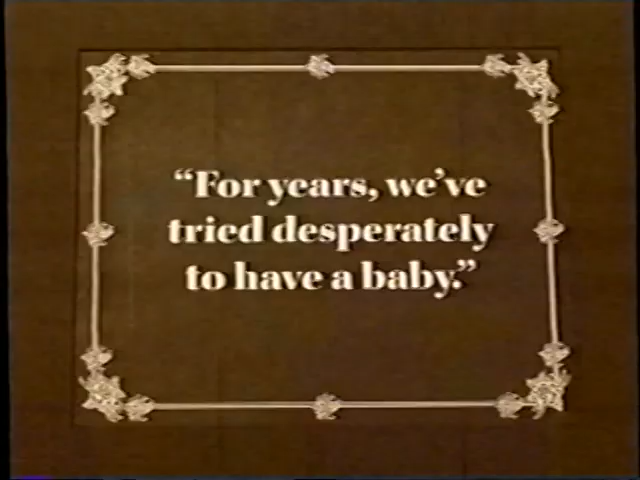 “For years, we’ve
tried desperately
to have a baby.”